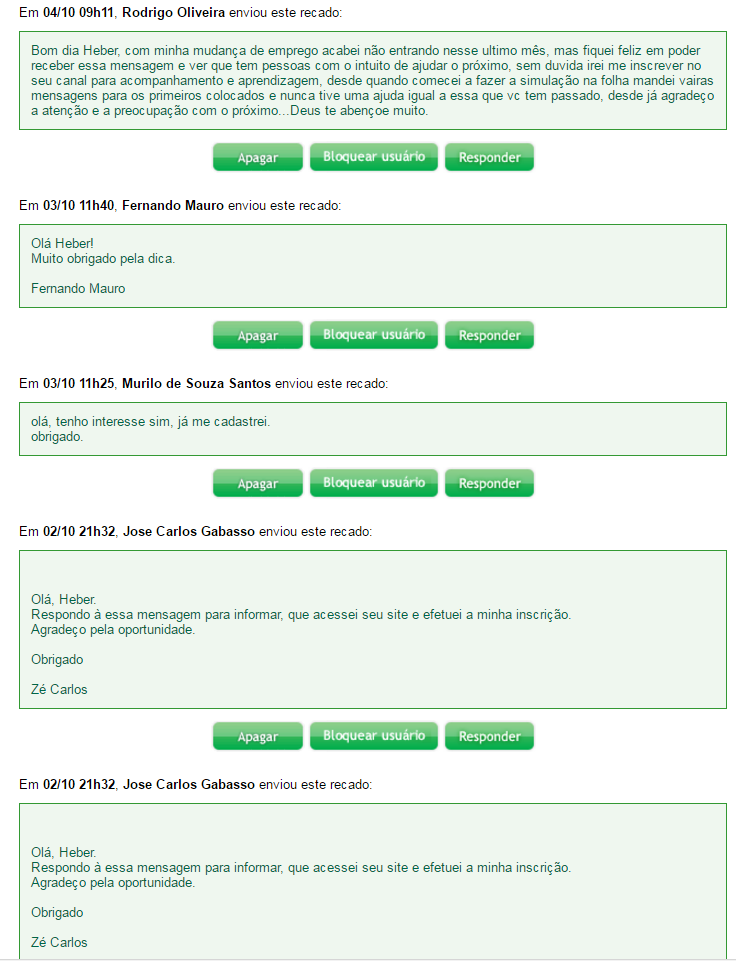 Em 04/10 09h11, Rodrigo Oliveira enviou este recado:
Bom dia Heber, com minha mudança de emprego acabei não entrando nesse ultimo mês, mas fiquei feliz em poder
receber essa mensagem e ver que tem pessoas com o intuito de ajudar o próximo, sem duvida irei me inscrever no
seu canal para acompanhamento e aprendizagem, desde quando comecei a fazer a simulação na folha mandei vairas
mensagens para os primeiros colocados e nunca tive uma ajuda igual a essa que vc tem passado, desde já agradeço
a atenção e a preocupação com o próximo...Deus te abençoe muito.
Apagar Bloquear usuário Responder
Em 03/10 11h40, Fernando Mauro enviou este recado:
Olá Heber!
Muito obrigado pela dica.
Fernando Mauro
Apagar Bloquear usuário Responder
Em 03/10 11h25, Murilo de Souza Santos enviou este recado:
olá, tenho interesse sim, já me cadastrei.
obrigado.
Apagar Bloquear usuário Responder
Em 02/10 21h32, Jose Carlos Gabasso enviou este recado:
Olá, Heber.
Respondo à essa mensagem para informar, que acessei seu site e efetuei a minha inscrição.
Agradeço pela oportunidade.
Obrigado
Zé Carlos
Apagar Bloquear usuário Responder
Em 02/10 21h32, Jose Carlos Gabasso enviou este recado:
Olá, Heber.
Respondo à essa mensagem para informar, que acessei seu site e efetuei a minha inscrição.
Agradeço pela oportunidade.
Obrigado
Zé Carlos